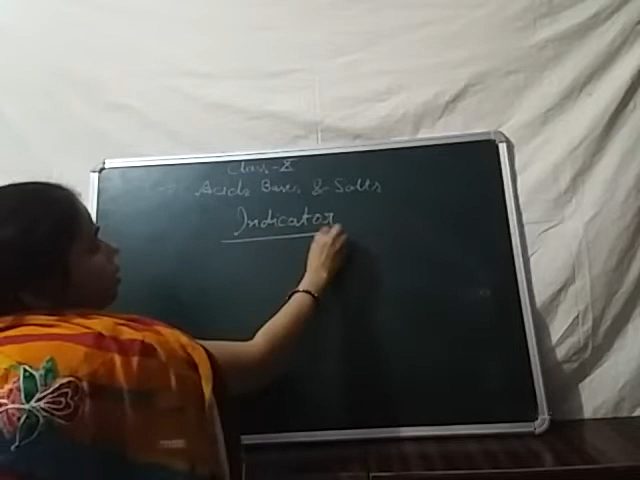 Class-X
Acids Bases & Salts
Indicator